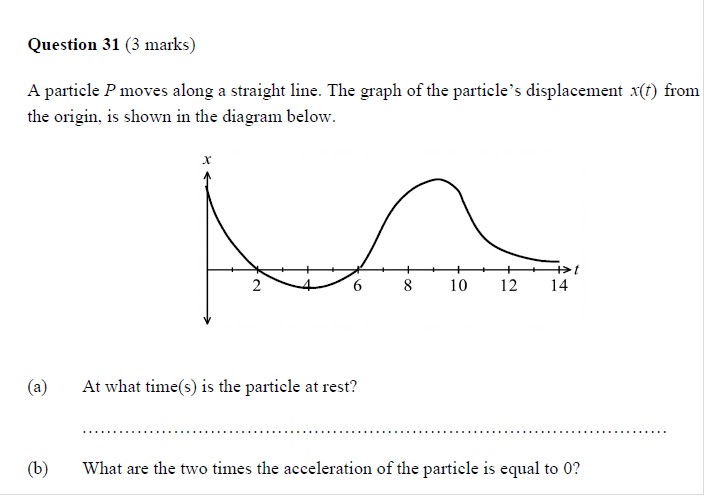 Question 31 (3 marks)
A particle P moves along a straight line. The graph of the particle's displacement x(t) from
the origin, is shown in the diagram below.
x
t
2 4 6 8 10 12 14
(a) At what time(s) is the particle at rest?
(b) What are the two times the acceleration of the particle is equal to 0?